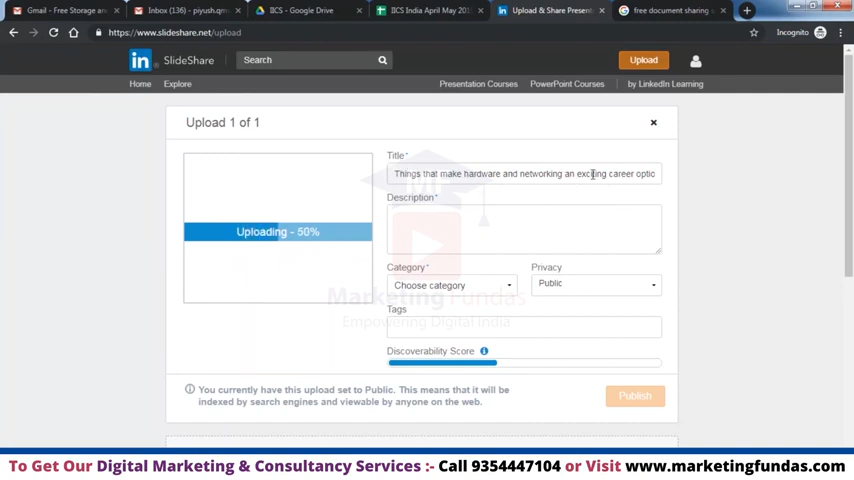 Gmail - Free Storage and
Inbox (136) - piyush.qmo
IICS - Google Drive
IICS India April May 201
Upload & Share Present
free document sharing s
https://www.slideshare.net/upload
Incognito
in SlideShare
Search
Upload
Home
Explore
Presentation Courses
PowerPoint Courses
by LinkedIn Learning
Upload 1 of 1
Title*
Things that make hardware and networking an exciting career optic
Description*
Uploading - 50%
Category*
Privacy
Choose category
Public
Marketing Fundas
Tags
Empowering Digital India
Discoverability Score
You currently have this upload set to Public. This means that it will be
indexed by search engines and viewable by anyone on the web.
Publish
To Get Our Digital Marketing & Consultancy Services :- Call 9354447104 or Visit www.marketingfundas.com